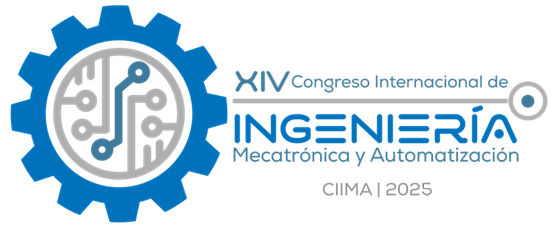 XIV Congreso Internacional de
INGENIERÍA
Mecatrónica y Automatización
CIIMA | 2025